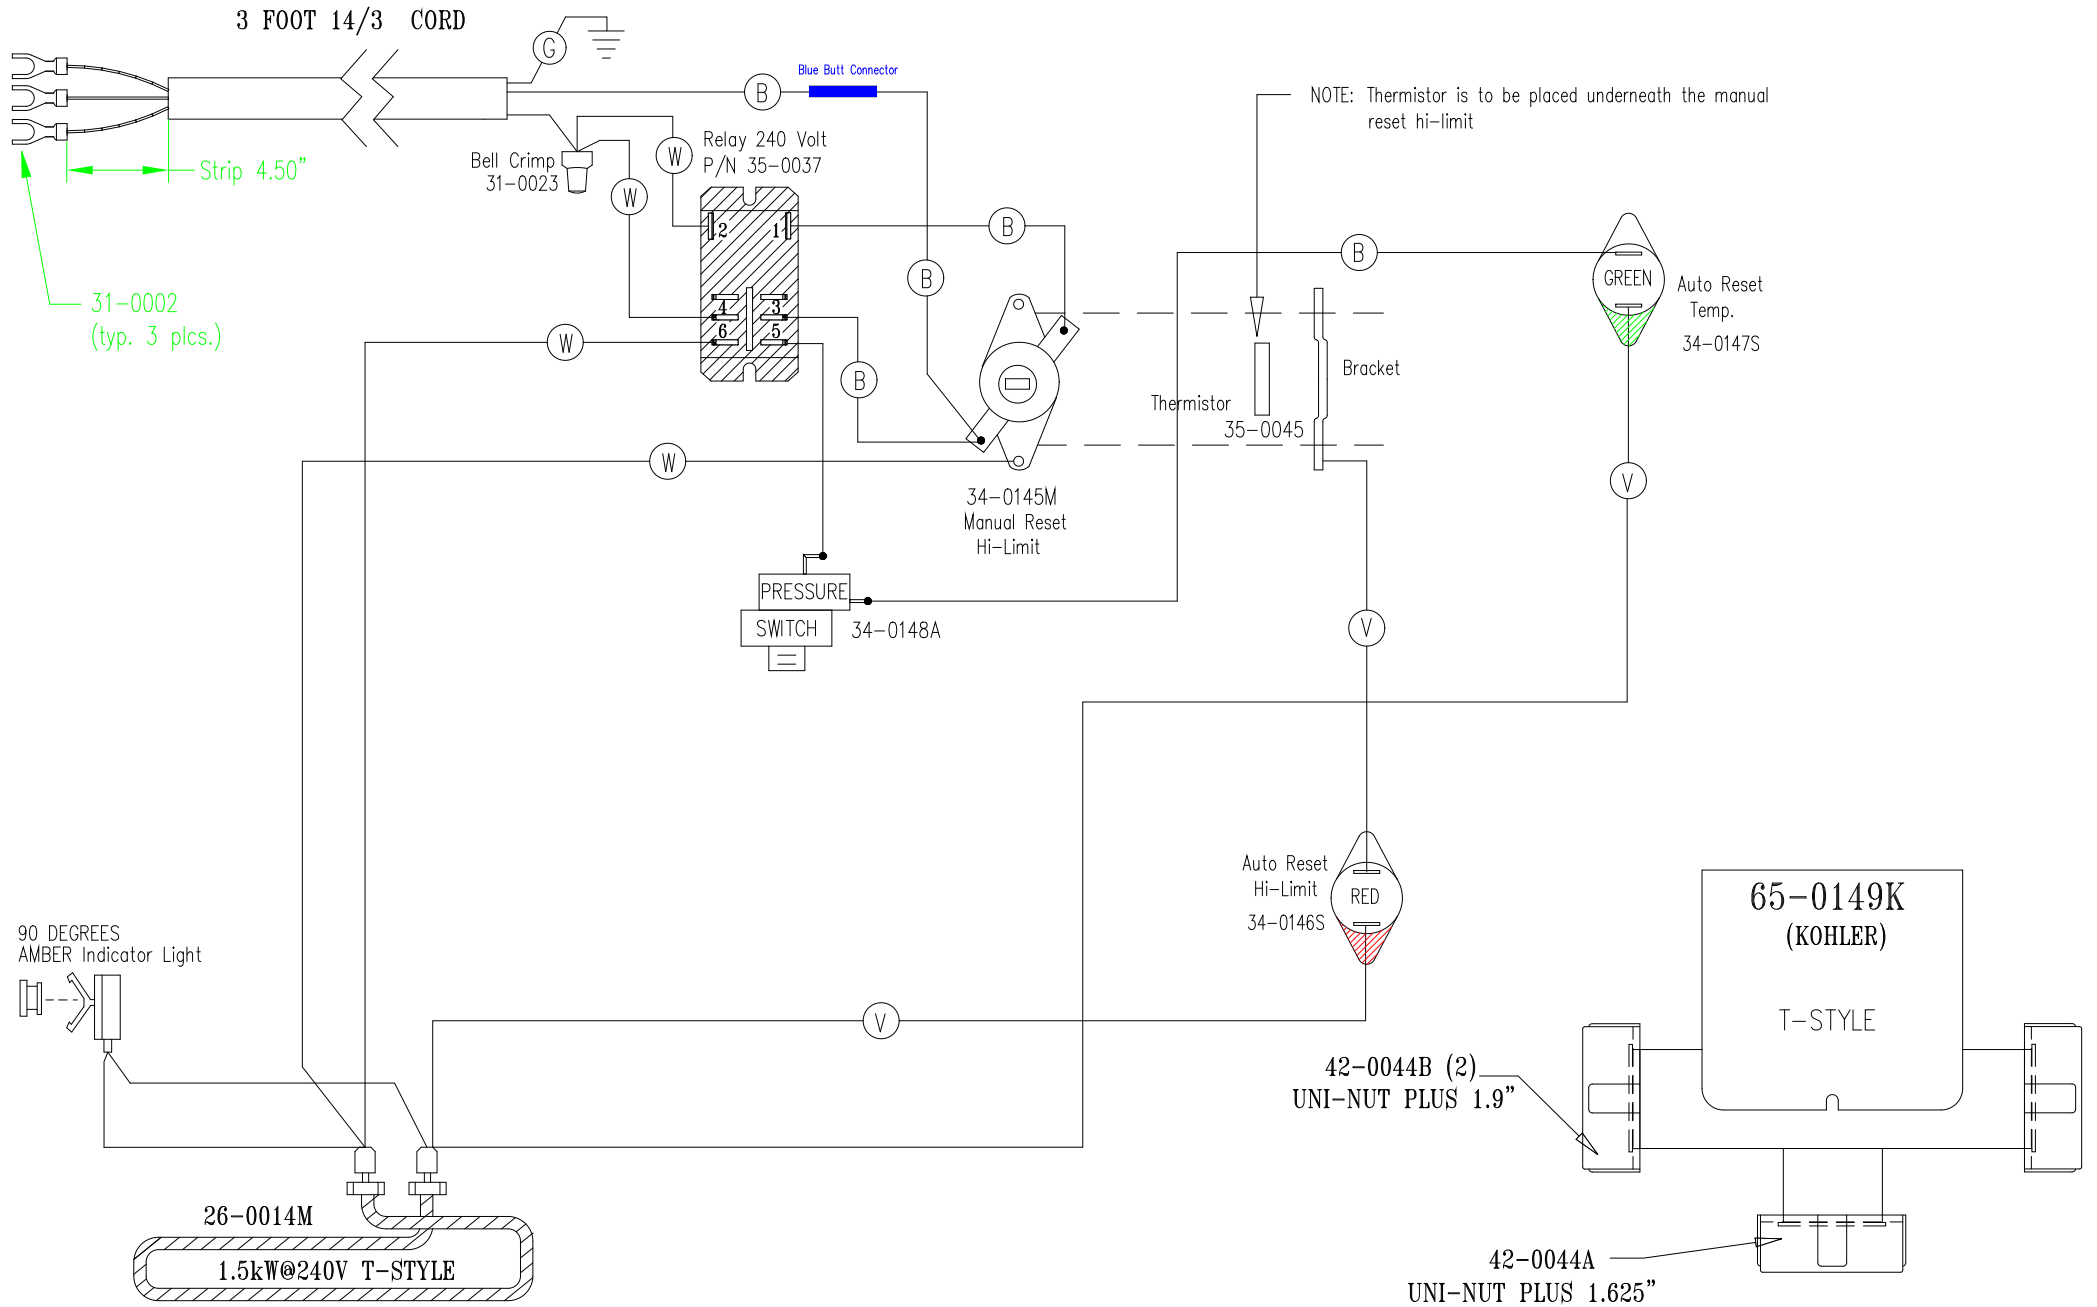 3 FOOT 14/3 CORD
G
Blue Butt Connector
B
NOTE: Thermistor is to be placed underneath the manual
reset hi-limit
Strip 4.50"
Bell Crimp
31-0023
W
W
Relay 240 Volt
P/N 35-0037
2 1
4 3
6 5
B
B
B
GREEN
Auto Reset
Temp.
34-0147S
31-0002
(typ. 3 plcs.)
W
B
Bracket
Thermistor
35-0045
W
V
34-0145M
Manual Reset
Hi-Limit
PRESSURE
SWITCH
34-0148A
V
Auto Reset
Hi-Limit
34-0146S
RED
65-0149K
(KOHLER)
T-STYLE
90 DEGREES
AMBER Indicator Light
V
42-0044B (2)
UNI-NUT PLUS 1.9"
26-0014M
1.5kW@240V T-STYLE
42-0044A
UNI-NUT PLUS 1.625"